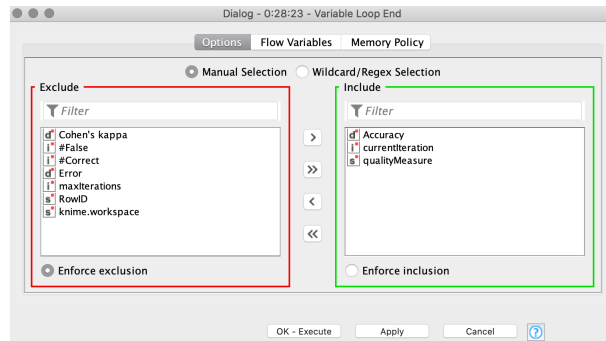 Dialog - 0:28:23 - Variable Loop End
Options Flow Variables Memory Policy
Manual Selection Wildcard/Regex Selection
Exclude
Filter
d Cohen's kappa
i #False
i #Correct
d Error
i maxIterations
s RowID
s knime.workspace
Enforce exclusion
>
>>
<
<<
Include
Filter
d Accuracy
i currentIteration
s qualityMeasure
Enforce inclusion
OK - Execute Apply Cancel ?